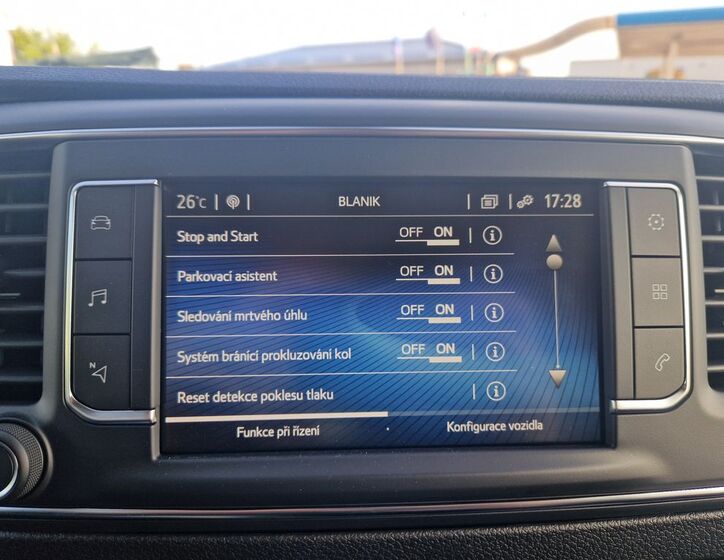 26°C BLANIK 17:28
Stop and Start OFF ON
Parkovací asistent OFF ON
Sledování mrtvého úhlu OFF ON
Systém bránící prokluzování kol OFF ON
Reset detekce poklesu tlaku
Funkce při řízení Konfigurace vozidla
N